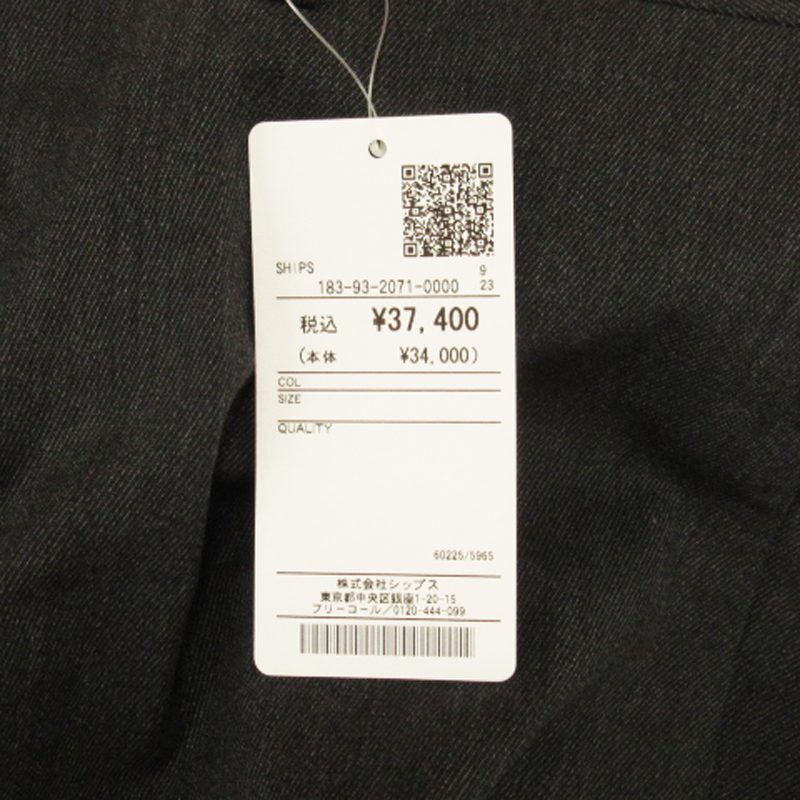 SHIPS 9
183-93-2071-0000 23
税込 ¥37,400
(本体 ¥34,000)
COL
SIZE
QUALITY
60225/5965
株式会社シップス
東京都中央区銀座1-20-15
フリーコール/0120-444-099